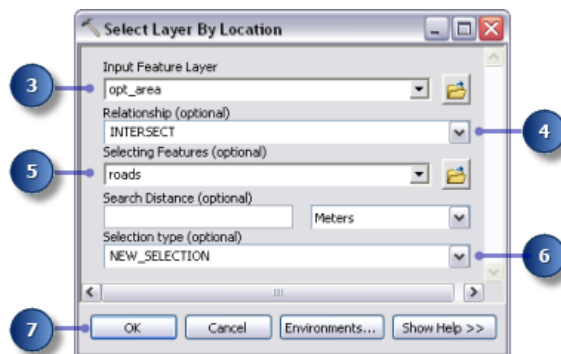 Select Layer By Location
Input Feature Layer
3
opt_area
Relationship (optional)
INTERSECT
4
Selecting Features (optional)
5
roads
Search Distance (optional)
Meters
Selection type (optional)
NEW_SELECTION
6
7
OK Cancel Environments... Show Help >>